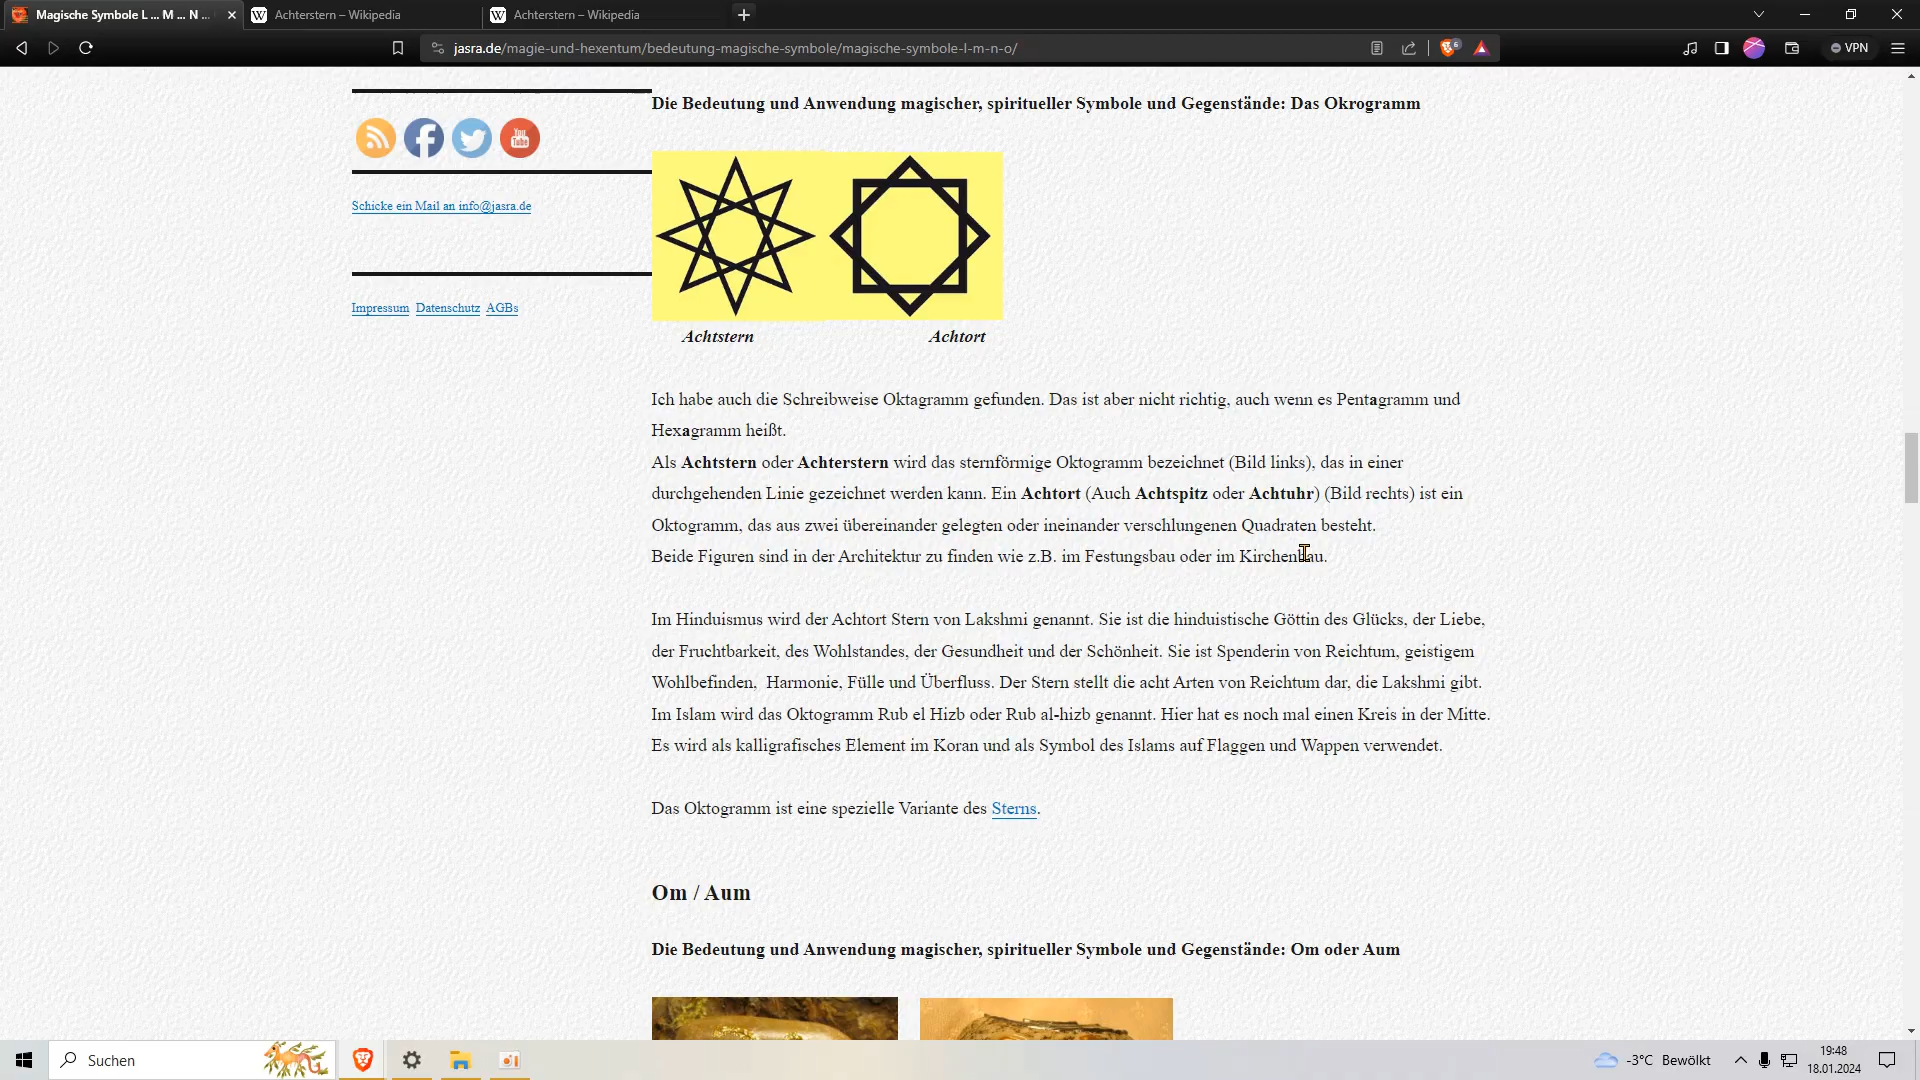 Magische Symbole L ... M ... N ...
Achterstern – Wikipedia
Achterstern – Wikipedia
jasra.de/magie-und-hexentum/bedeutung-magische-symbole/magische-symbole-l-m-n-o/
6
VPN
Die Bedeutung und Anwendung magischer, spiritueller Symbole und Gegenstände: Das Okrogramm
You
Tube
Schicke ein Mail an info@jasra.de
Impressum Datenschutz AGBs
Achtstern Achtort
Ich habe auch die Schreibweise Oktagramm gefunden. Das ist aber nicht richtig, auch wenn es Pentagramm und
Hexagramm heißt.
Als Achtstern oder Achterstern wird das sternförmige Oktogramm bezeichnet (Bild links), das in einer
durchgehenden Linie gezeichnet werden kann. Ein Achtort (Auch Achtspitz oder Achtuhr) (Bild rechts) ist ein
Oktogramm, das aus zwei übereinander gelegten oder ineinander verschlungenen Quadraten besteht.
Beide Figuren sind in der Architektur zu finden wie z.B. im Festungsbau oder im Kirchenbau.
Im Hinduismus wird der Achtort Stern von Lakshmi genannt. Sie ist die hinduistische Göttin des Glücks, der Liebe,
der Fruchtbarkeit, des Wohlstandes, der Gesundheit und der Schönheit. Sie ist Spenderin von Reichtum, geistigem
Wohlbefinden, Harmonie, Fülle und Überfluss. Der Stern stellt die acht Arten von Reichtum dar, die Lakshmi gibt.
Im Islam wird das Oktogramm Rub el Hizb oder Rub al-hizb genannt. Hier hat es noch mal einen Kreis in der Mitte.
Es wird als kalligrafisches Element im Koran und als Symbol des Islams auf Flaggen und Wappen verwendet.
Das Oktogramm ist eine spezielle Variante des Sterns.
Om / Aum
Die Bedeutung und Anwendung magischer, spiritueller Symbole und Gegenstände: Om oder Aum
Suchen
-3°C Bewölkt
19:48
18.01.2024